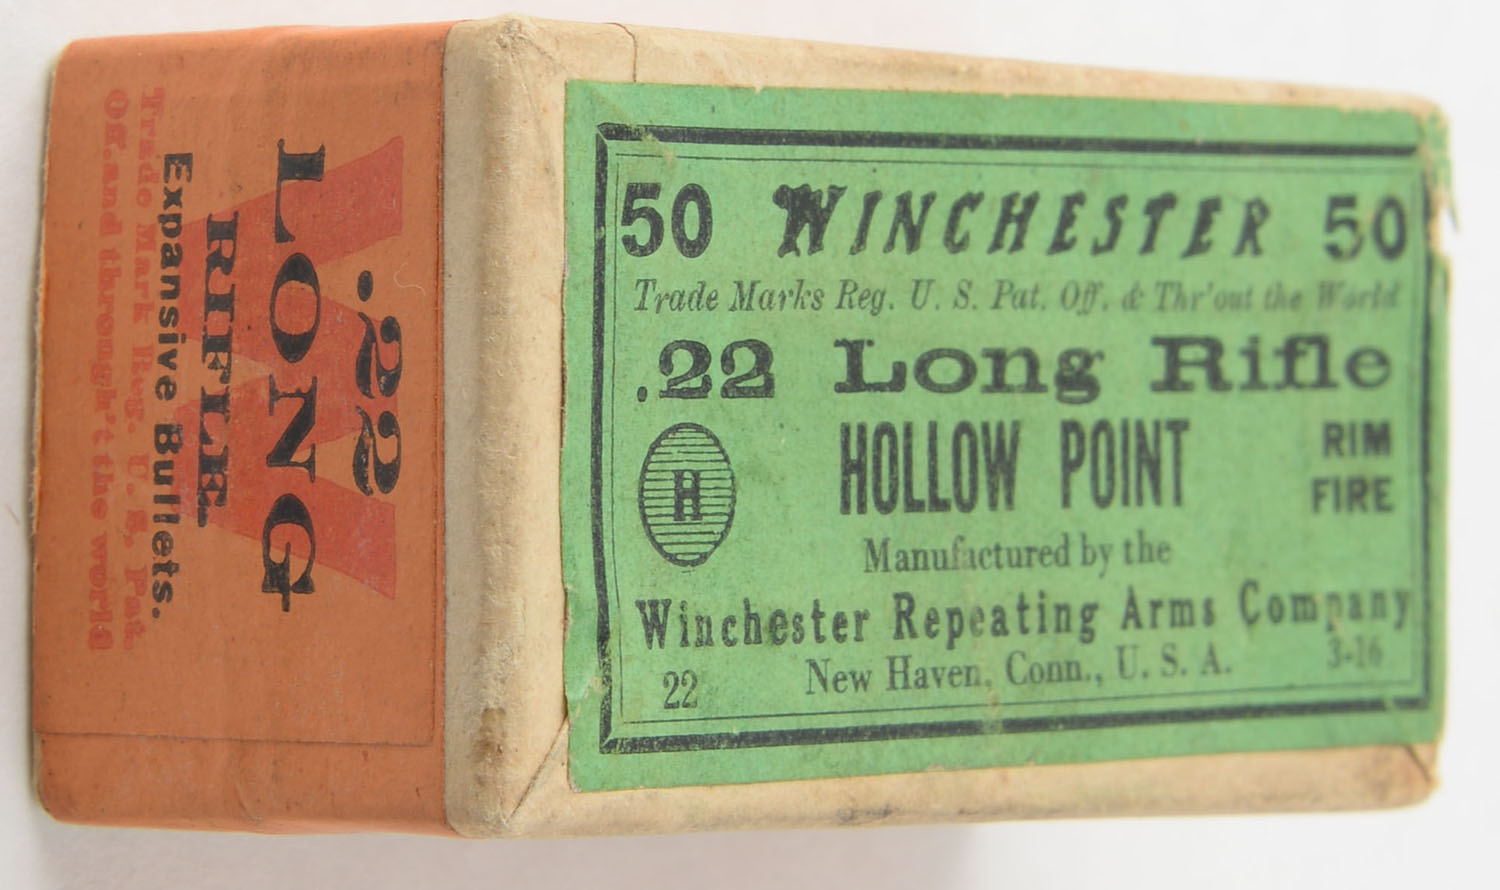 50 WINCHESTER 50
Trade Marks Reg. U. S. Pat. Off. & Thr'out the World
.22 Long Rifle
HOLLOW POINT
RIM
FIRE
H
Manufactured by the
Winchester Repeating Arms Company
New Haven, Conn., U. S. A.
22
3-16
W
.22
LONG
RIFLE
Expansive Bullets.
Trade Mark Reg. U. S. Pat.
Off. and through't the world